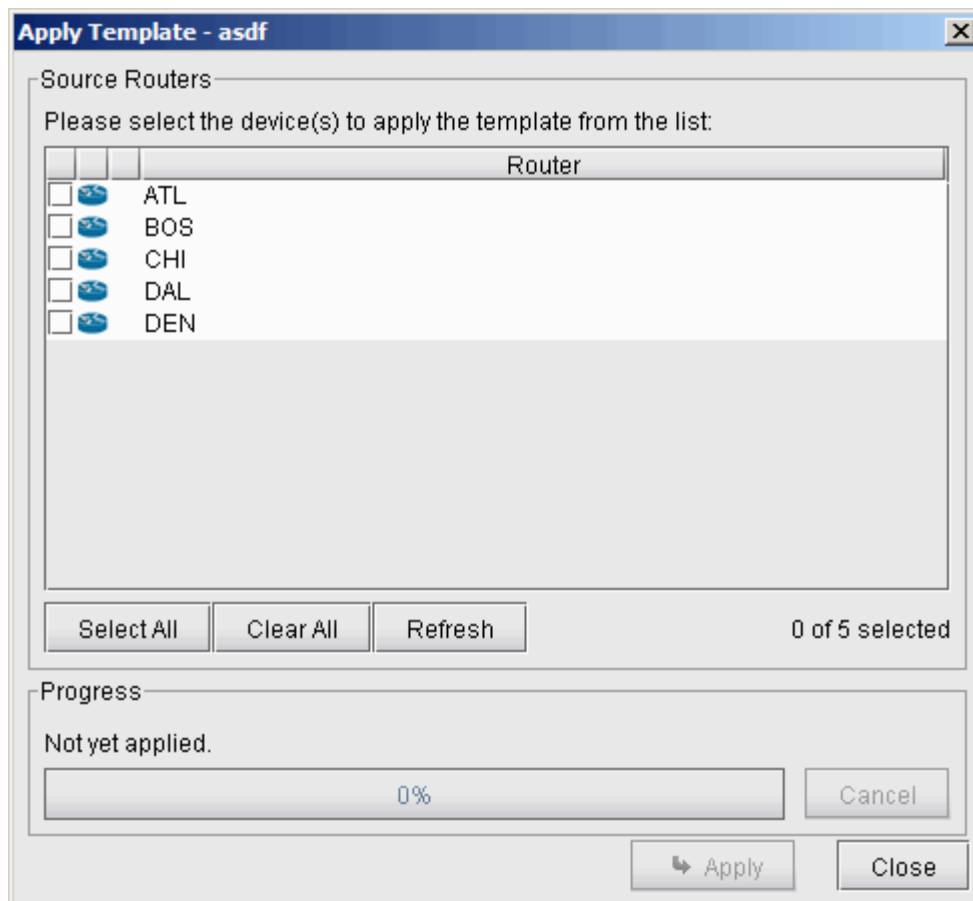 Apply Template - asdf
Source Routers
Please select the device(s) to apply the template from the list:
Router
ATL
BOS
CHI
DAL
DEN
Select All Clear All Refresh 0 of 5 selected
Progress
Not yet applied.
0% Cancel
Apply Close